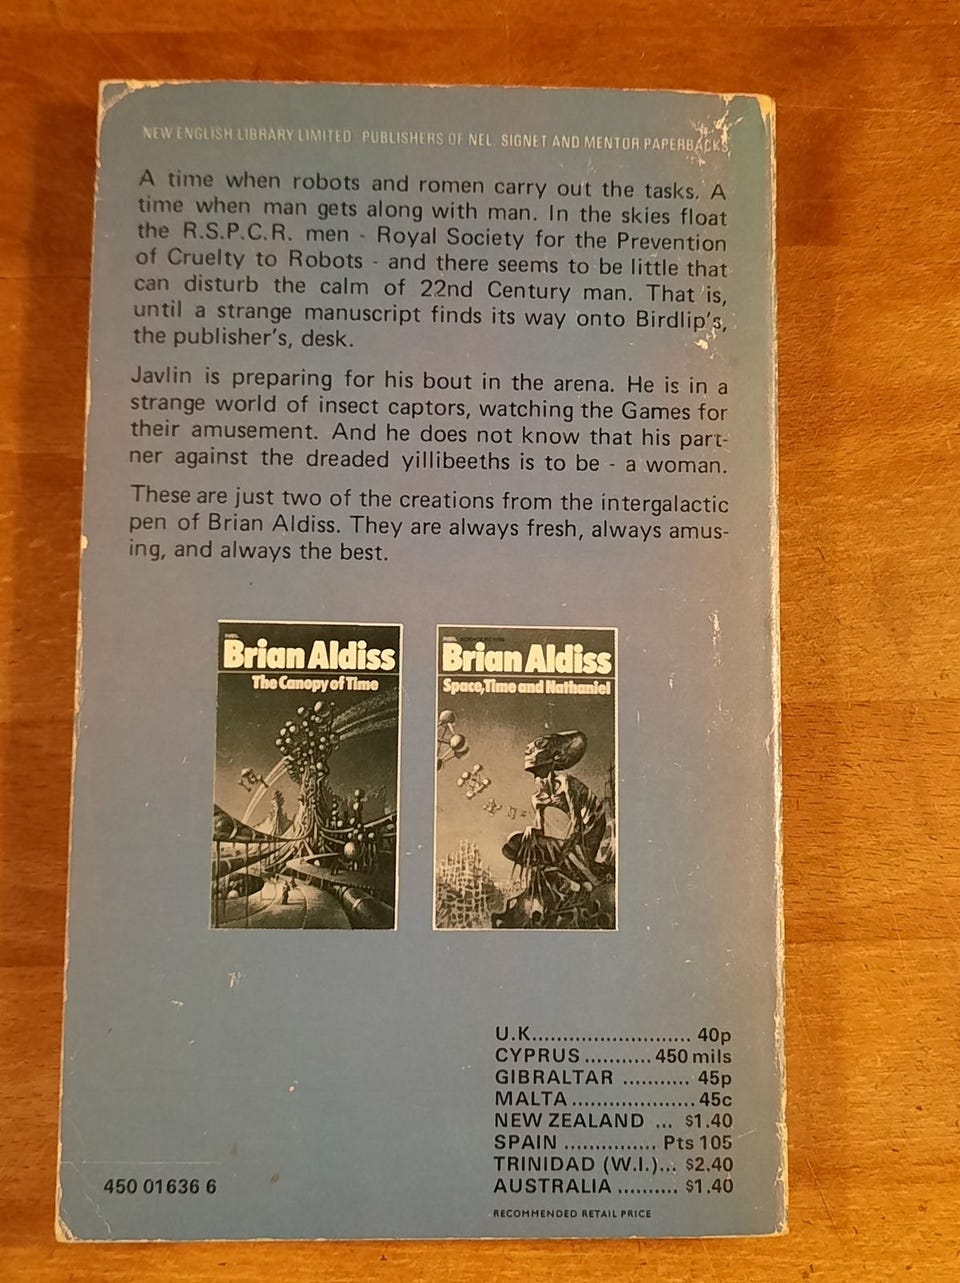 NEW ENGLISH LIBRARY LIMITED PUBLISHERS OF NEL, SIGNET AND MENTOR PAPERBACKS
A time when robots and romen carry out the tasks. A
time when man gets along with man. In the skies float
the R.S.P.C.R. men - Royal Society for the Prevention
of Cruelty to Robots - and there seems to be little that
can disturb the calm of 22nd Century man. That is,
until a strange manuscript finds its way onto Birdlip's,
the publisher's, desk.
Javlin is preparing for his bout in the arena. He is in a
strange world of insect captors, watching the Games for
their amusement. And he does not know that his part-
ner against the dreaded yillibeeths is to be - a woman.
These are just two of the creations from the intergalactic
pen of Brian Aldiss. They are always fresh, always amus-
ing, and always the best.
NEL
Brian Aldiss
The Canopy of Time
NEL SCIENCE FICTION
Brian Aldiss
Space, Time and Nathaniel
U.K.......................... 40p
CYPRUS ........... 450 mils
GIBRALTAR ........... 45p
MALTA .................... 45c
NEW ZEALAND ... $1.40
SPAIN ............... Pts 105
TRINIDAD (W.I.)... $2.40
AUSTRALIA .......... $1.40
RECOMMENDED RETAIL PRICE
450 01636 6